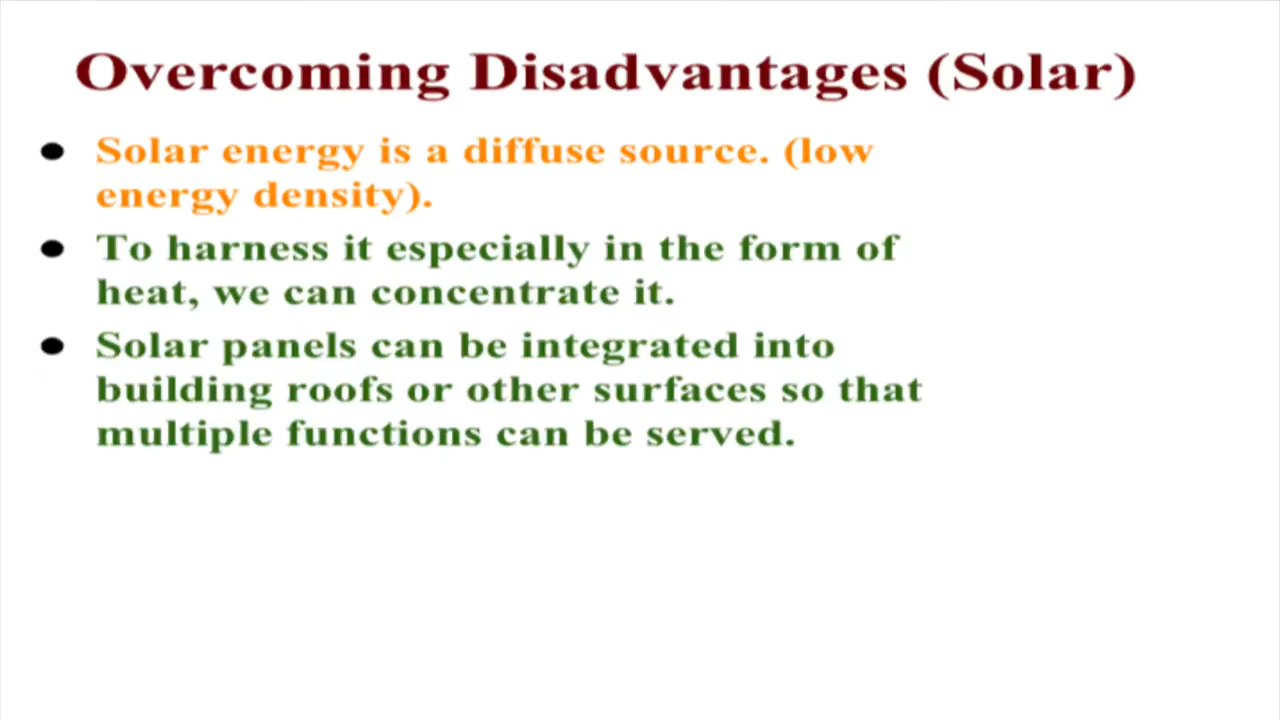 Overcoming Disadvantages (Solar)
● Solar energy is a diffuse source. (low
energy density).
● To harness it especially in the form of
heat, we can concentrate it.
● Solar panels can be integrated into
building roofs or other surfaces so that
multiple functions can be served.